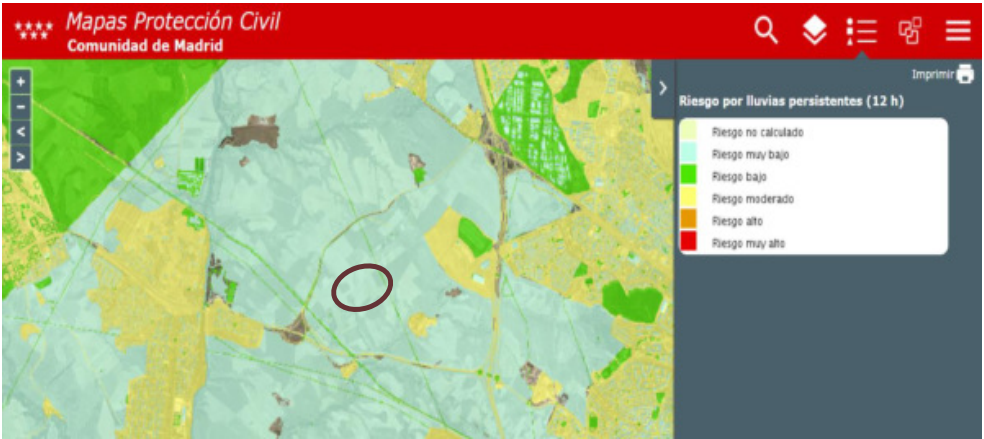 Mapas Protección Civil
Comunidad de Madrid
Imprimir
+
-
<
>
>
Riesgo por lluvias persistentes (12 h)
Riesgo no calculado
Riesgo muy bajo
Riesgo bajo
Riesgo moderado
Riesgo alto
Riesgo muy alto